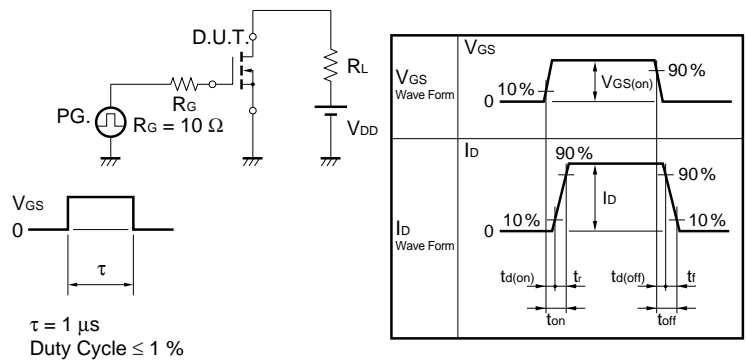 D.U.T.
RL
RG
PG.
RG = 10 Ω
VDD
VGS
0
τ
τ = 1 μs
Duty Cycle ≤ 1 %
VGS
Wave Form
VGS
10 %
VGS(on)
90 %
0
ID
Wave Form
ID
90 %
90 %
ID
10 %
10 %
0
td(on)
tr
td(off)
tf
ton
toff